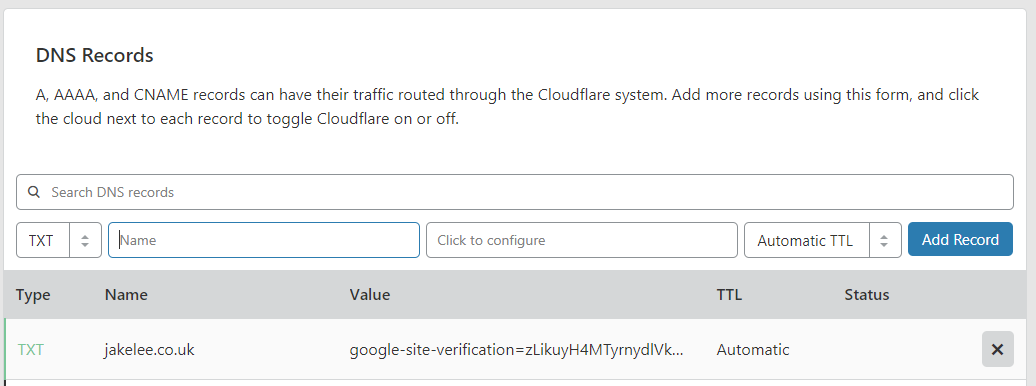 DNS Records
A, AAAA, and CNAME records can have their traffic routed through the Cloudflare system. Add more records using this form, and click
the cloud next to each record to toggle Cloudflare on or off.
Search DNS records
TXT Name Click to configure Automatic TTL Add Record
Type Name Value TTL Status
TXT jakelee.co.uk google-site-verification=zLikuyH4MTyrnydlVk... Automatic